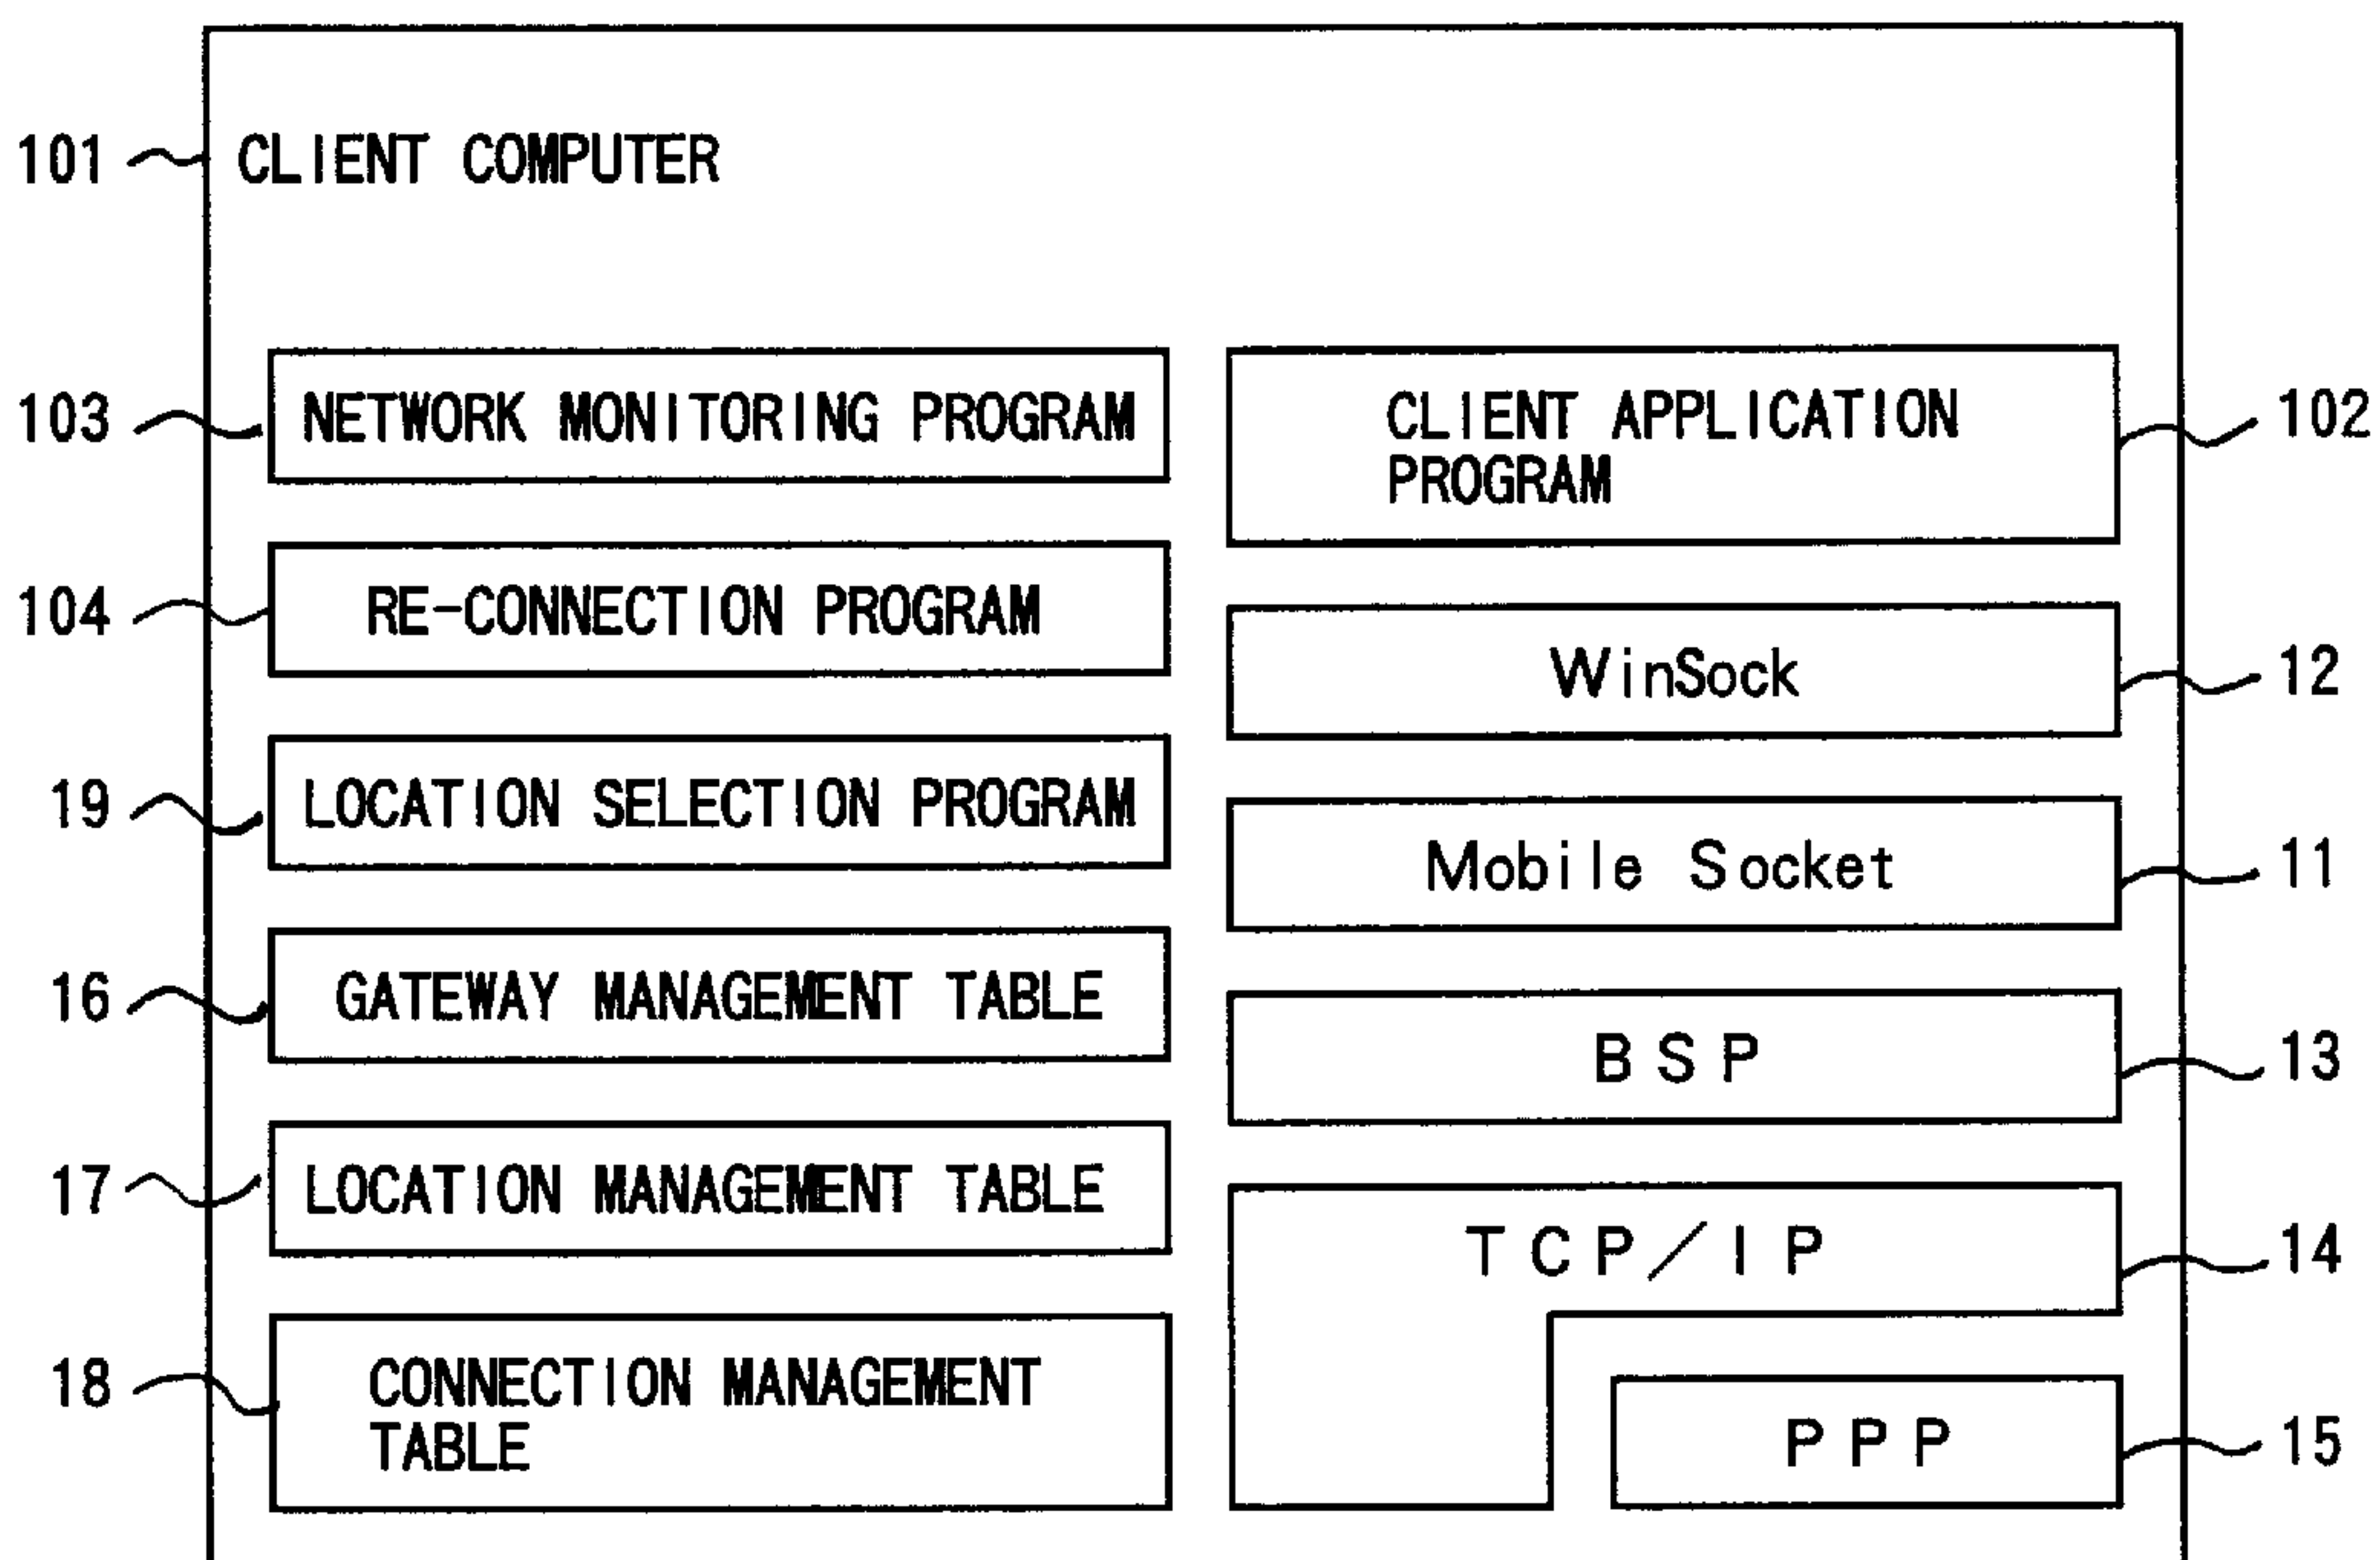 101 CLIENT COMPUTER
103 NETWORK MONITORING PROGRAM
104 RE-CONNECTION PROGRAM
19 LOCATION SELECTION PROGRAM
16 GATEWAY MANAGEMENT TABLE
17 LOCATION MANAGEMENT TABLE
18 CONNECTION MANAGEMENT
TABLE
CLIENT APPLICATION 102
PROGRAM
WinSock 12
Mobile Socket 11
BSP 13
TCP/IP 14
PPP 15